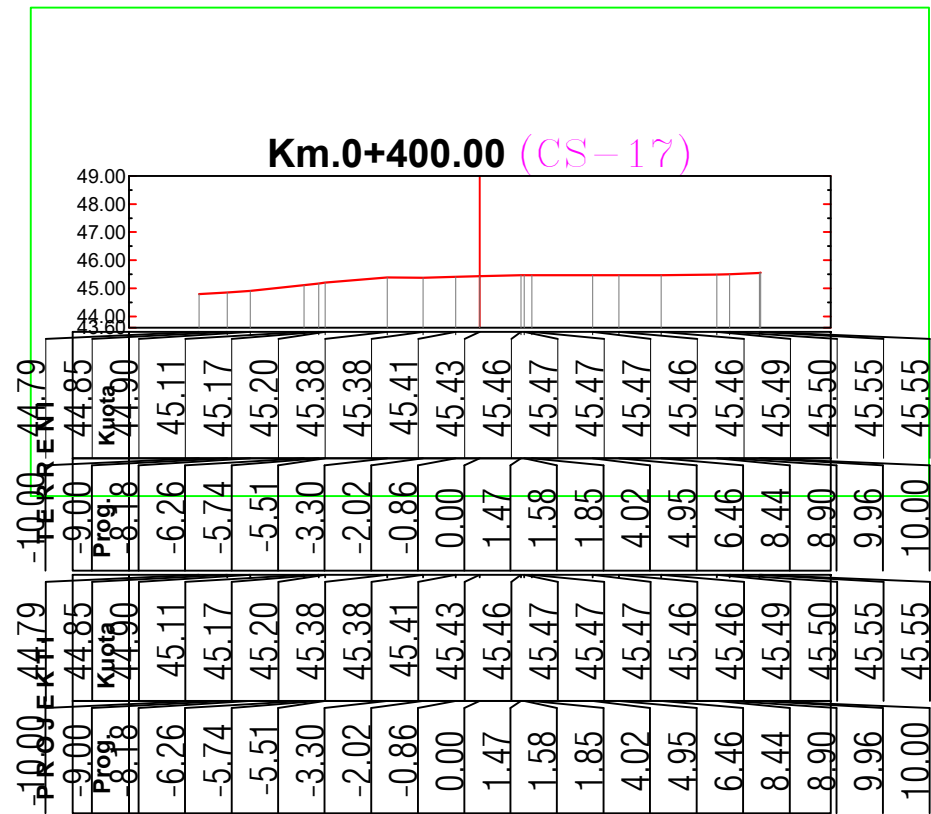 Km.0+400.00 (CS-17)
49.00
48.00
47.00
46.00
45.00
44.00
43.60
TERRENI
Kuota
44.79 44.85 44.90 45.11 45.17 45.20 45.38 45.38 45.41 45.43 45.46 45.47 45.47 45.47 45.46 45.46 45.49 45.50 45.55 45.55
Prog.
-10.00 -9.00 -8.18 -6.26 -5.74 -5.51 -3.30 -2.02 -0.86 0.00 1.47 1.58 1.85 4.02 4.95 6.46 8.44 8.90 9.96 10.00
PROJEKTI
Kuota
44.79 44.85 44.90 45.11 45.17 45.20 45.38 45.38 45.41 45.43 45.46 45.47 45.47 45.47 45.46 45.46 45.49 45.50 45.55 45.55
Prog.
-10.00 -9.00 -8.18 -6.26 -5.74 -5.51 -3.30 -2.02 -0.86 0.00 1.47 1.58 1.85 4.02 4.95 6.46 8.44 8.90 9.96 10.00